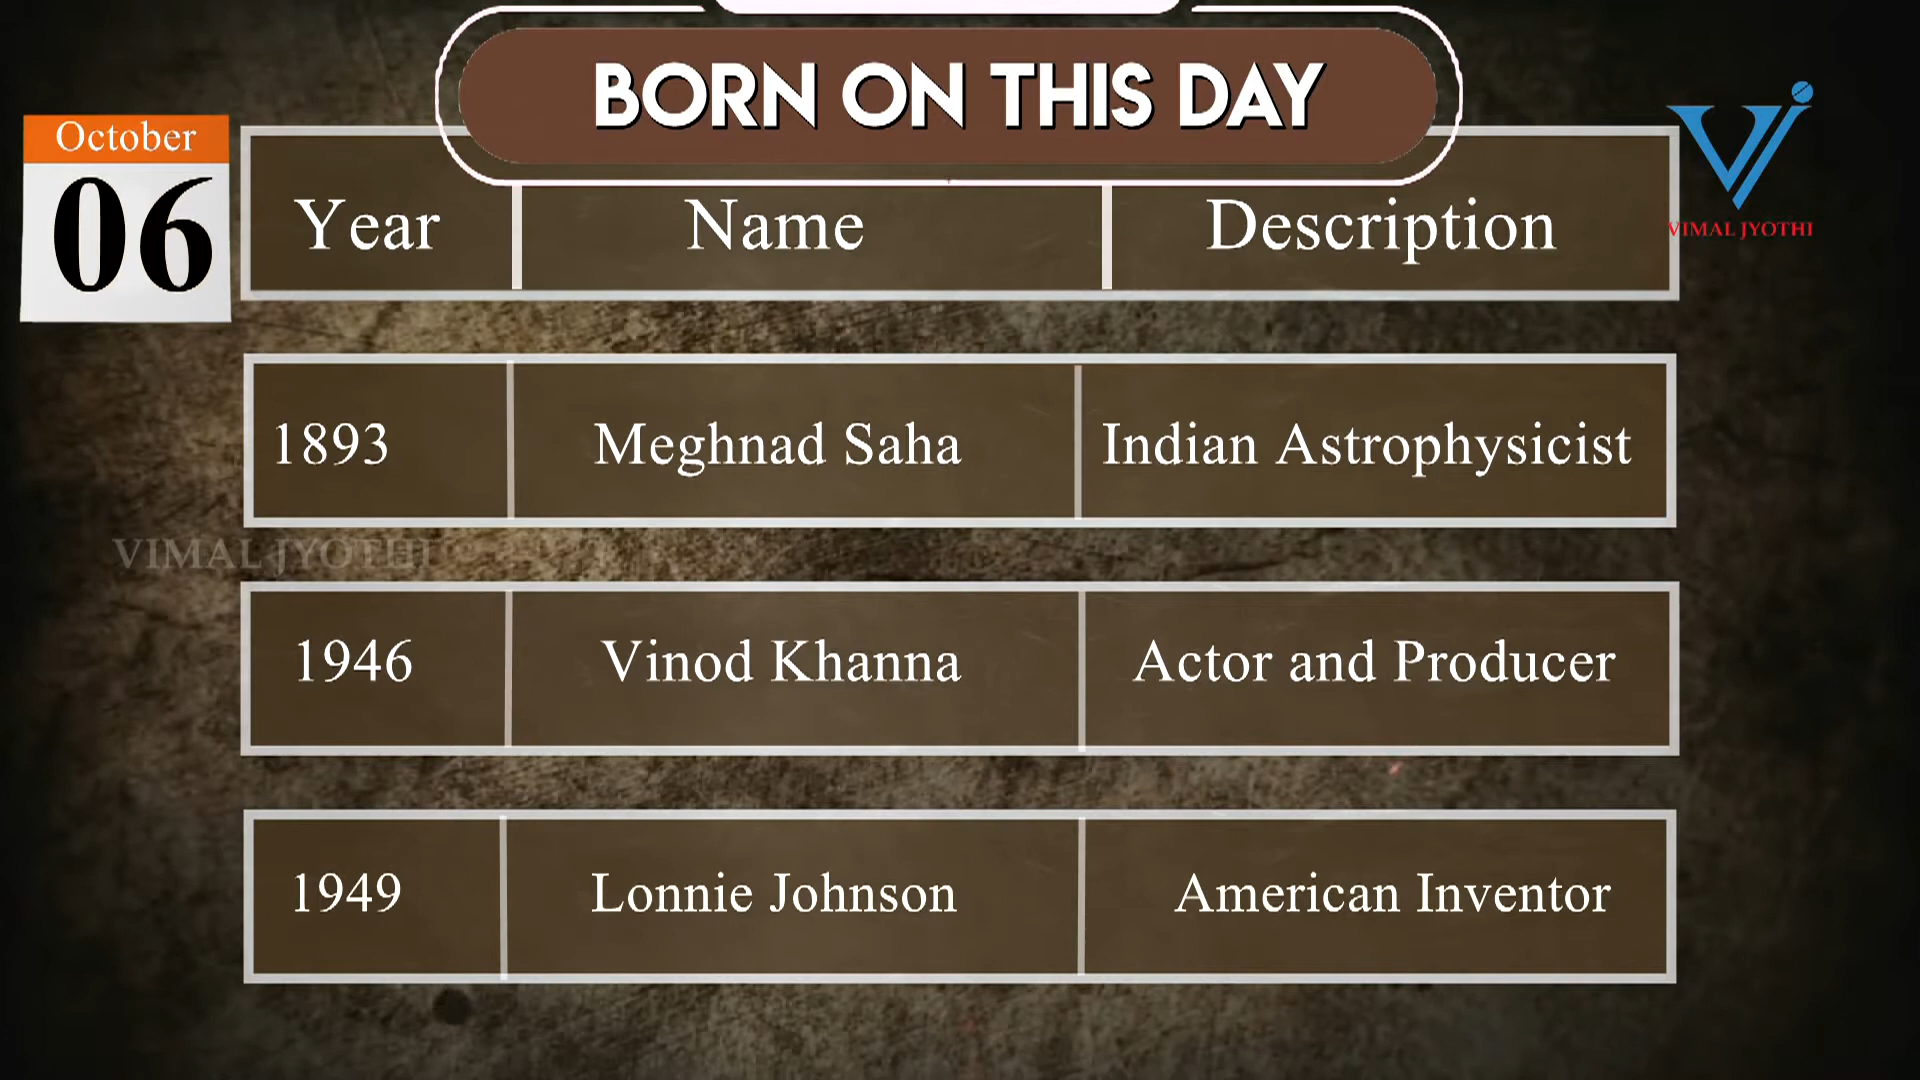 BORN ON THIS DAY
October
06
Year Name Description
VIMAL JYOTHI
1893 Meghnad Saha Indian Astrophysicist
VIMAL JYOTHI
1946 Vinod Khanna Actor and Producer
1949 Lonnie Johnson American Inventor